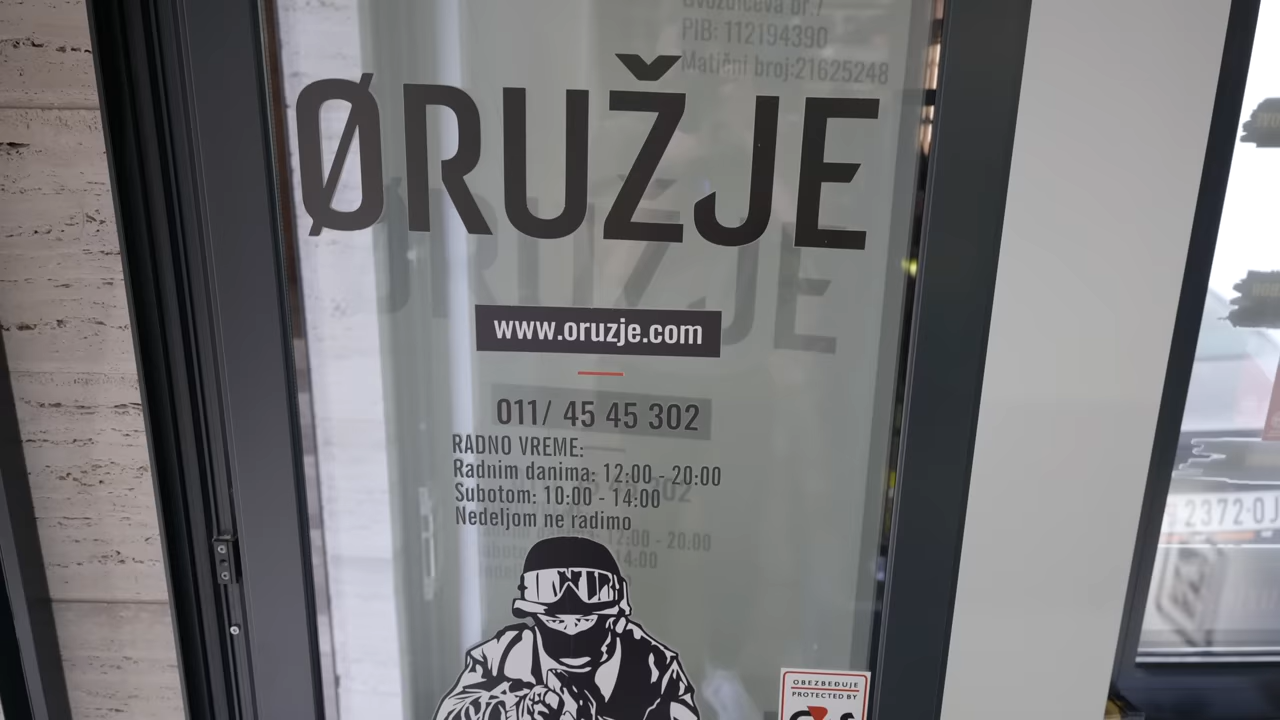 PIB: 112194390
Matični broj:21625248
ØRUŽJE
www.oruzje.com
011/ 45 45 302
RADNO VREME:
Radnim danima: 12:00 - 20:00
Subotom: 10:00 - 14:00
Nedeljom ne radimo
OBEZBEĐUJE
PROTECTED BY